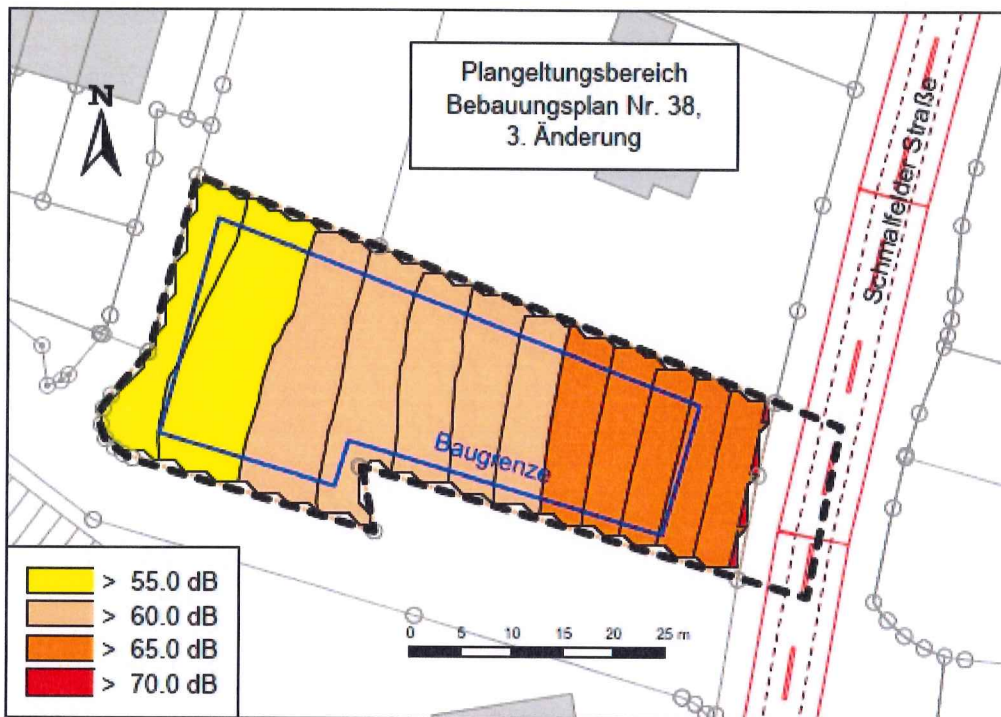 Plangeltungsbereich
Bebauungsplan Nr. 38,
3. Änderung
N
Schmalfelder Straße
Baugrenze
> 55.0 dB
> 60.0 dB
> 65.0 dB
> 70.0 dB
0 5 10 15 20 25 m